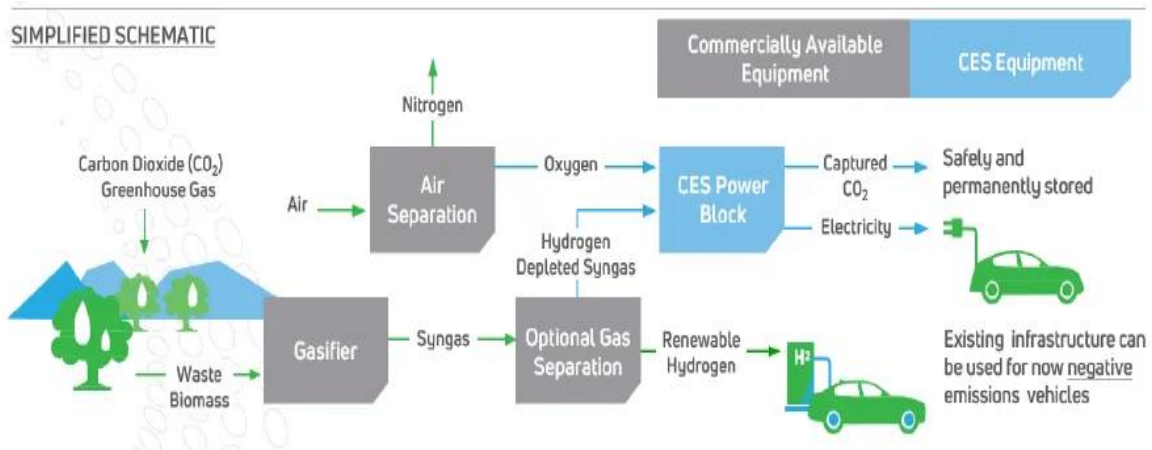 SIMPLIFIED SCHEMATIC
Commercially Available
Equipment
CES Equipment
Nitrogen
Carbon Dioxide (CO₂)
Greenhouse Gas
Air
Air
Separation
Oxygen
CES Power
Block
Captured
CO₂
Safely and
permanently stored
Electricity
Hydrogen
Depleted Syngas
Gasifier
Syngas
Optional Gas
Separation
Renewable
Hydrogen
H²
Existing infrastructure can
be used for now negative
emissions vehicles
Waste
Biomass